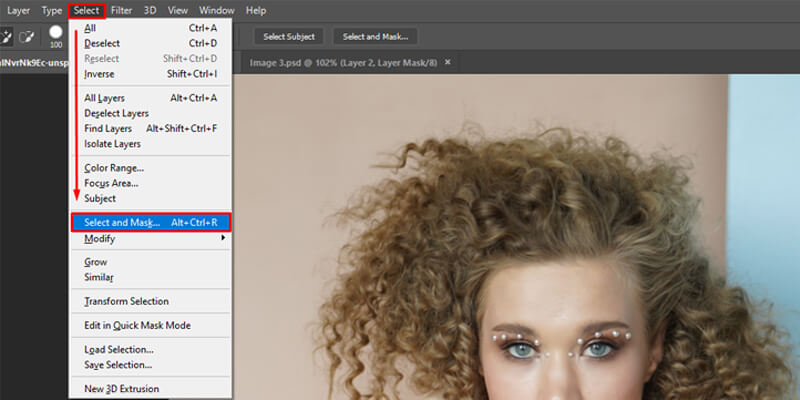 Layer Type Select Filter 3D View Window Help
100 Select Subject Select and Mask...
Image 3.psd @ 102% (Layer 2, Layer Mask/8) ×
All Ctrl+A
Deselect Ctrl+D
Reselect Shift+Ctrl+D
Inverse Shift+Ctrl+I
All Layers Alt+Ctrl+A
Deselect Layers
Find Layers Alt+Shift+Ctrl+F
Isolate Layers
Color Range...
Focus Area...
Subject
Select and Mask... Alt+Ctrl+R
Modify
Grow
Similar
Transform Selection
Edit in Quick Mask Mode
Load Selection...
Save Selection...
New 3D Extrusion